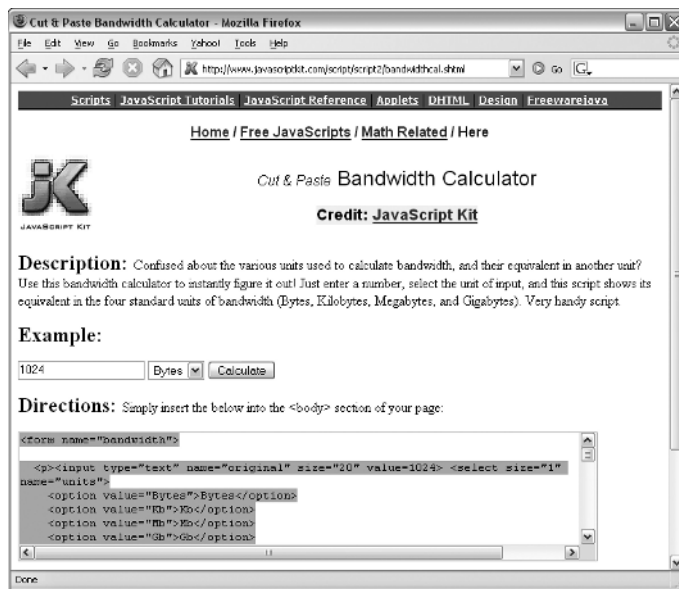 Cut & Paste Bandwidth Calculator - Mozilla Firefox
File Edit View Go Bookmarks Yahoo! Tools Help
http://www.javascriptkit.com/script/script2/bandwidthcal.shtml Go G
Scripts | JavaScript Tutorials | JavaScript Reference | Applets | DHTML | Design | Freewarejava
Home / Free JavaScripts / Math Related / Here
JK
JAVASCRIPT KIT
Cut & Paste Bandwidth Calculator
Credit: JavaScript Kit
Description: Confused about the various units used to calculate bandwidth, and their equivalent in another unit?
Use this bandwidth calculator to instantly figure it out! Just enter a number, select the unit of input, and this script shows its
equivalent in the four standard units of bandwidth (Bytes, Kilobytes, Megabytes, and Gigabytes). Very handy script.
Example:
1024 Bytes Calculate
Directions: Simply insert the below into the <body> section of your page:
<form name="bandwidth">
<p><input type="text" name="original" size="20" value=1024> <select size="1"
name="units">
<option value="Bytes">Bytes</option>
<option value="Kb">Kb</option>
<option value="Mb">Mb</option>
<option value="Gb">Gb</option>
Done